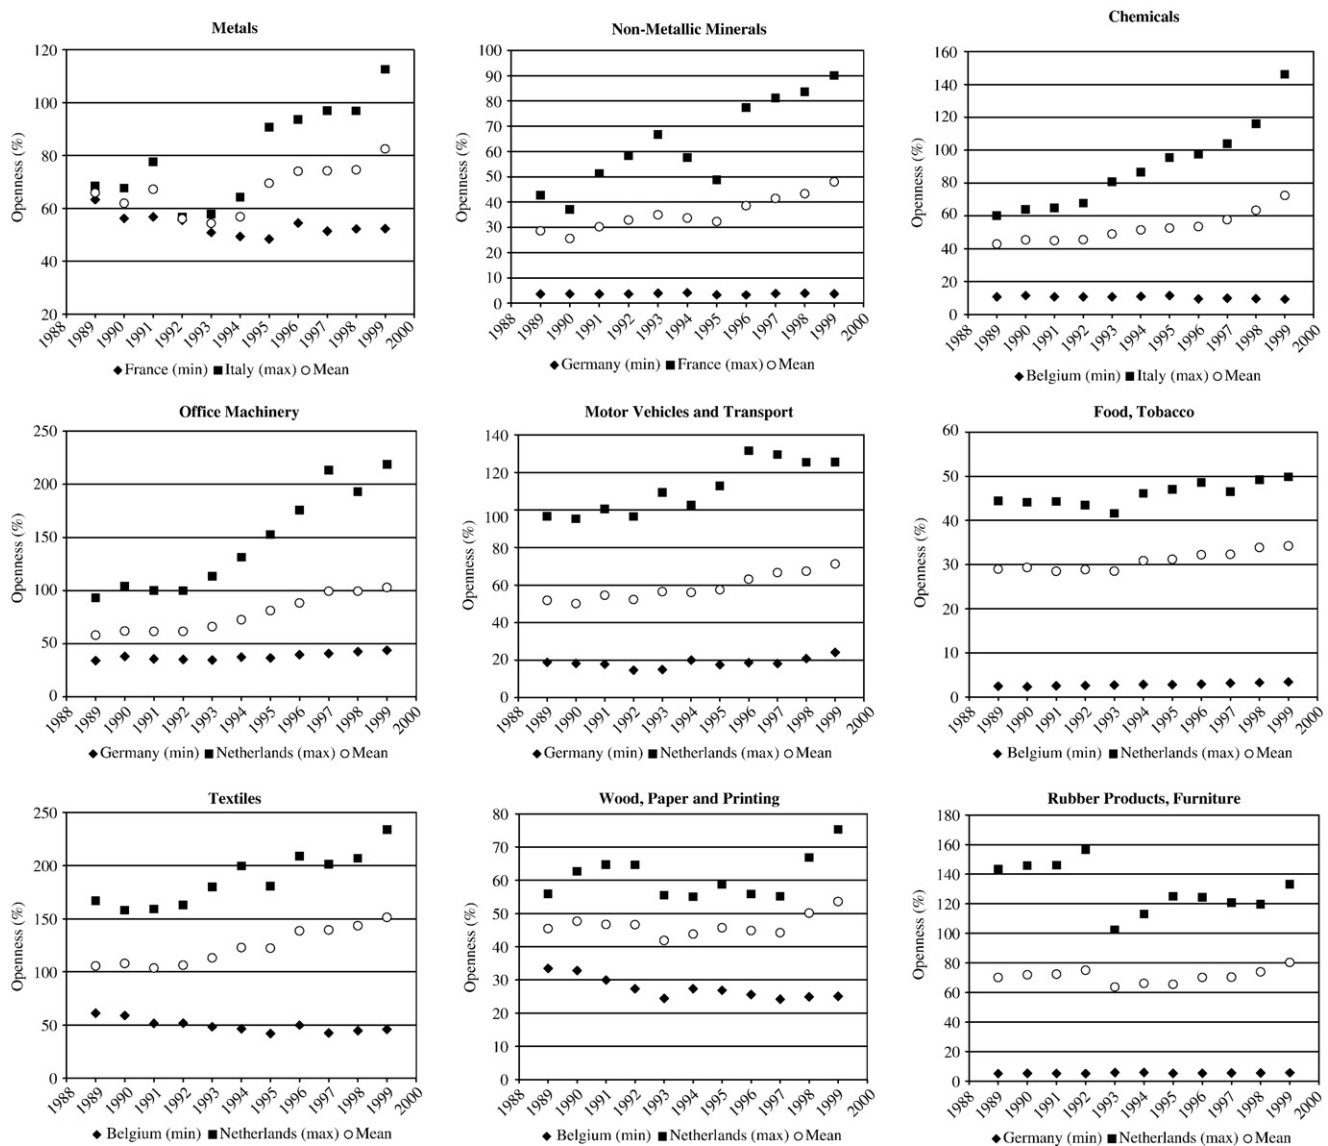 Metals
Openness (%)
120
100
80
60
40
20
1988 1989 1990 1991 1992 1993 1994 1995 1996 1997 1998 1999 2000
France (min) Italy (max) Mean
Non-Metallic Minerals
Openness (%)
100
90
80
70
60
50
40
30
20
10
0
1988 1989 1990 1991 1992 1993 1994 1995 1996 1997 1998 1999 2000
Germany (min) France (max) Mean
Chemicals
Openness (%)
160
140
120
100
80
60
40
20
0
1988 1989 1990 1991 1992 1993 1994 1995 1996 1997 1998 1999 2000
Belgium (min) Italy (max) Mean
Office Machinery
Openness (%)
250
200
150
100
50
0
1988 1989 1990 1991 1992 1993 1994 1995 1996 1997 1998 1999 2000
Germany (min) Netherlands (max) Mean
Motor Vehicles and Transport
Openness (%)
140
120
100
80
60
40
20
0
1988 1989 1990 1991 1992 1993 1994 1995 1996 1997 1998 1999 2000
Germany (min) Netherlands (max) Mean
Food, Tobacco
Openness (%)
60
50
40
30
20
10
0
1988 1989 1990 1991 1992 1993 1994 1995 1996 1997 1998 1999 2000
Belgium (min) Netherlands (max) Mean
Textiles
Openness (%)
250
200
150
100
50
0
1988 1989 1990 1991 1992 1993 1994 1995 1996 1997 1998 1999 2000
Belgium (min) Netherlands (max) Mean
Wood, Paper and Printing
Openness (%)
80
70
60
50
40
30
20
10
0
1988 1989 1990 1991 1992 1993 1994 1995 1996 1997 1998 1999 2000
Belgium (min) Netherlands (max) Mean
Rubber Products, Furniture
Openness (%)
180
160
140
120
100
80
60
40
20
0
1988 1989 1990 1991 1992 1993 1994 1995 1996 1997 1998 1999 2000
Germany (min) Netherlands (max) Mean